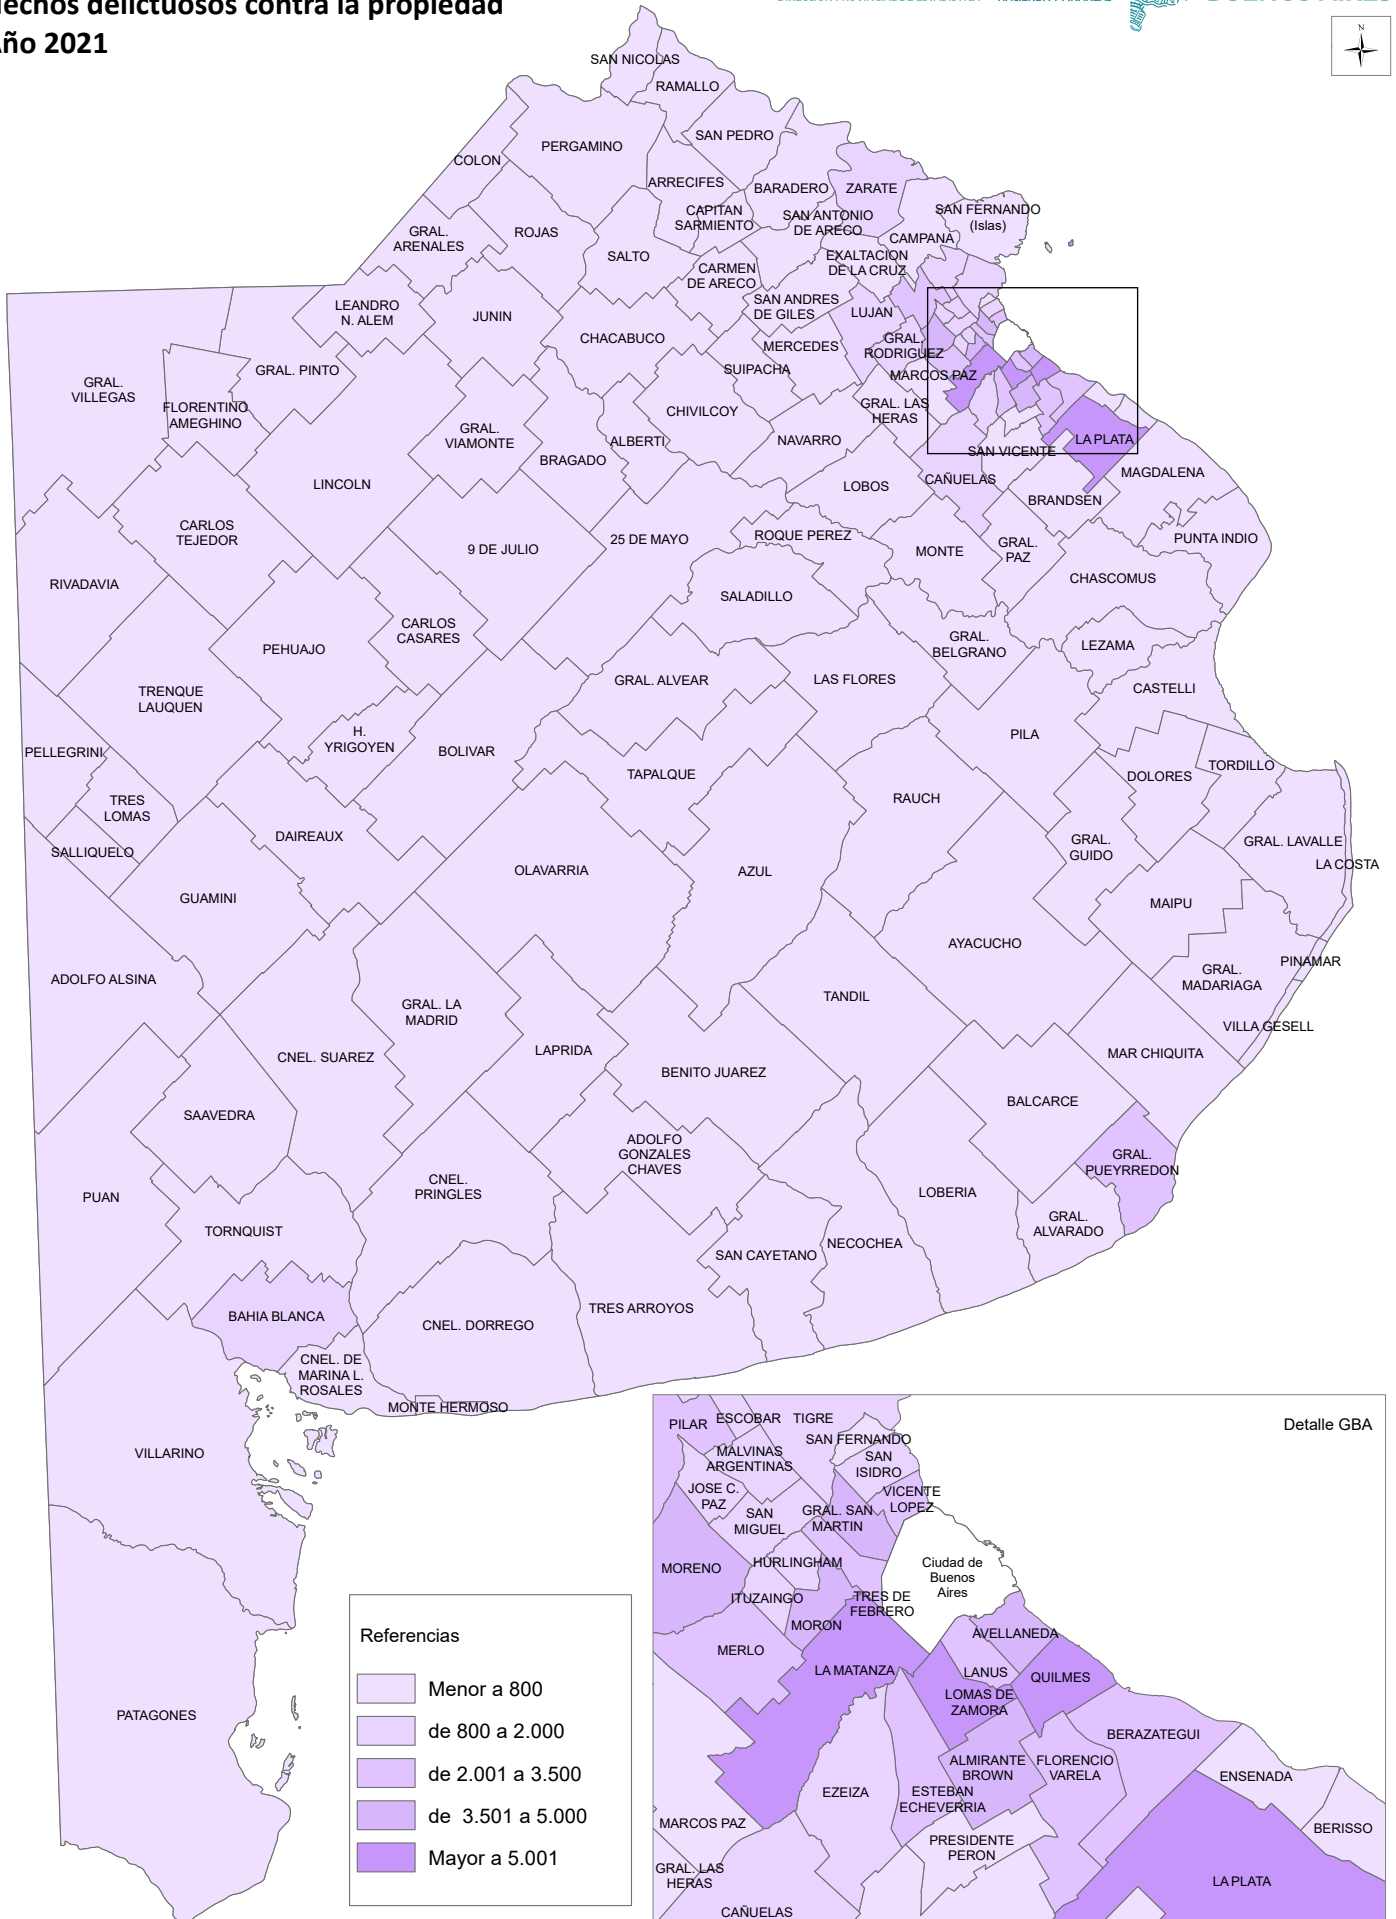 hechos delictuosos contra la propiedad
Año 2021
N
SAN NICOLAS
RAMALLO
SAN PEDRO
PERGAMINO
COLON
ARRECIFES
BARADERO
ZARATE
CAPITAN
SARMIENTO
SAN ANTONIO
DE ARECO
SAN FERNANDO
(Islas)
GRAL.
ARENALES
ROJAS
SALTO
CAMPANA
EXALTACION
DE LA CRUZ
CARMEN
DE ARECO
LEANDRO
N. ALEM
JUNIN
SAN ANDRES
DE GILES
LUJAN
CHACABUCO
MERCEDES
GRAL.
RODRIGUEZ
GRAL. PINTO
SUIPACHA
MARCOS PAZ
GRAL.
VILLEGAS
FLORENTINO
AMEGHINO
CHIVILCOY
GRAL. LAS
HERAS
GRAL.
VIAMONTE
ALBERTI
NAVARRO
LA PLATA
BRAGADO
SAN VICENTE
LINCOLN
LOBOS
CAÑUELAS
MAGDALENA
BRANDSEN
CARLOS
TEJEDOR
9 DE JULIO
25 DE MAYO
ROQUE PEREZ
MONTE
GRAL.
PAZ
PUNTA INDIO
RIVADAVIA
SALADILLO
CHASCOMUS
CARLOS
CASARES
PEHUAJO
GRAL.
BELGRANO
LEZAMA
TRENQUE
LAUQUEN
GRAL. ALVEAR
LAS FLORES
CASTELLI
H.
YRIGOYEN
PELLEGRINI
BOLIVAR
PILA
TAPALQUE
DOLORES
TORDILLO
TRES
LOMAS
RAUCH
DAIREAUX
SALLIQUELO
GRAL.
GUIDO
GRAL. LAVALLE
LA COSTA
OLAVARRIA
AZUL
GUAMINI
MAIPU
AYACUCHO
ADOLFO ALSINA
PINAMAR
GRAL.
MADARIAGA
GRAL. LA
MADRID
TANDIL
VILLA GESELL
CNEL. SUAREZ
LAPRIDA
MAR CHIQUITA
BENITO JUAREZ
SAAVEDRA
BALCARCE
ADOLFO
GONZALES
CHAVES
GRAL.
PUEYRREDON
PUAN
CNEL.
PRINGLES
LOBERIA
TORNQUIST
GRAL.
ALVARADO
SAN CAYETANO
NECOCHEA
BAHIA BLANCA
CNEL. DORREGO
TRES ARROYOS
CNEL. DE
MARINA L.
ROSALES
MONTE HERMOSO
VILLARINO
PATAGONES
Referencias
Menor a 800
de 800 a 2.000
de 2.001 a 3.500
de 3.501 a 5.000
Mayor a 5.001
Detalle GBA
PILAR
ESCOBAR
TIGRE
SAN FERNANDO
MALVINAS
ARGENTINAS
SAN
ISIDRO
JOSE C.
PAZ
VICENTE
LOPEZ
SAN
MIGUEL
GRAL. SAN
MARTIN
MORENO
HURLINGHAM
Ciudad de
Buenos
Aires
ITUZAINGO
TRES DE
FEBRERO
MORON
AVELLANEDA
MERLO
LA MATANZA
LANUS
QUILMES
LOMAS DE
ZAMORA
BERAZATEGUI
ALMIRANTE
BROWN
FLORENCIO
VARELA
ENSENADA
EZEIZA
ESTEBAN
ECHEVERRIA
MARCOS PAZ
BERISSO
PRESIDENTE
PERON
GRAL. LAS
HERAS
LA PLATA
CAÑUELAS